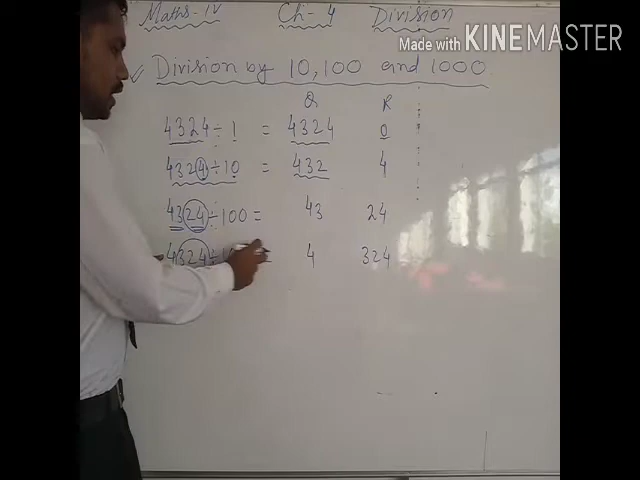 Maths-IV Ch-4 Division
Made with KINEMASTER
✓ Division by 10,100 and 1000
Q R
4324 ÷ 1 = 4324 0
4324 ÷ 10 = 432 4
4324 ÷ 100 = 43 24
4324 ÷ 4 324